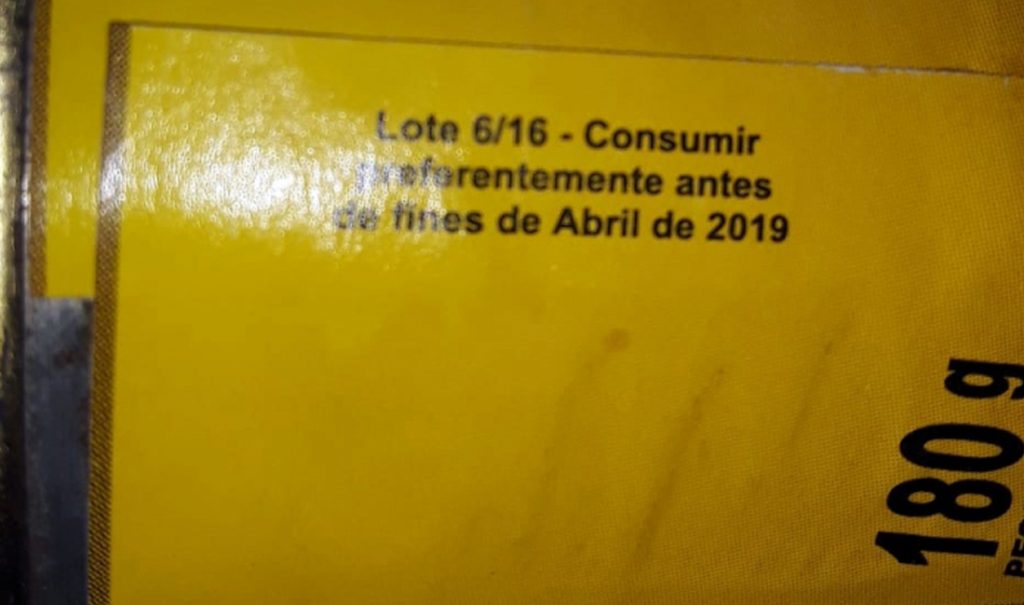 Lote 6/16 - Consumir
preferentemente antes
de fines de Abril de 2019
180 g